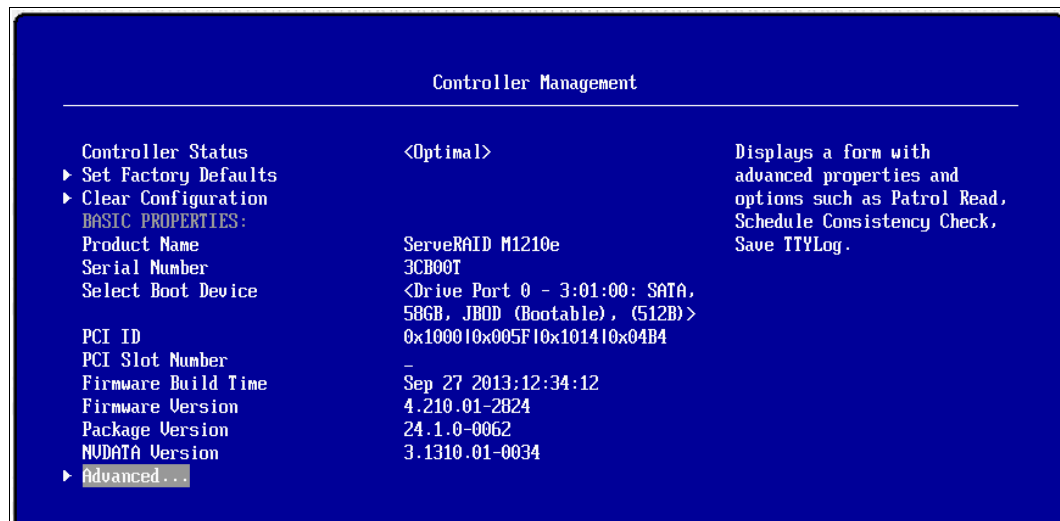 Controller Management
Controller Status <Optimal> Displays a form with
Set Factory Defaults advanced properties and
Clear Configuration options such as Patrol Read,
BASIC PROPERTIES: Schedule Consistency Check,
Product Name ServeRAID M1210e Save TTYLog.
Serial Number 3CB00T
Select Boot Device <Drive Port 0 - 3:01:00: SATA,
58GB, JBOD (Bootable), (512B)>
PCI ID 0x1000|0x005F|0x1014|0x04B4
PCI Slot Number _
Firmware Build Time Sep 27 2013;12:34:12
Firmware Version 4.210.01-2824
Package Version 24.1.0-0062
NVDATA Version 3.1310.01-0034
Advanced...